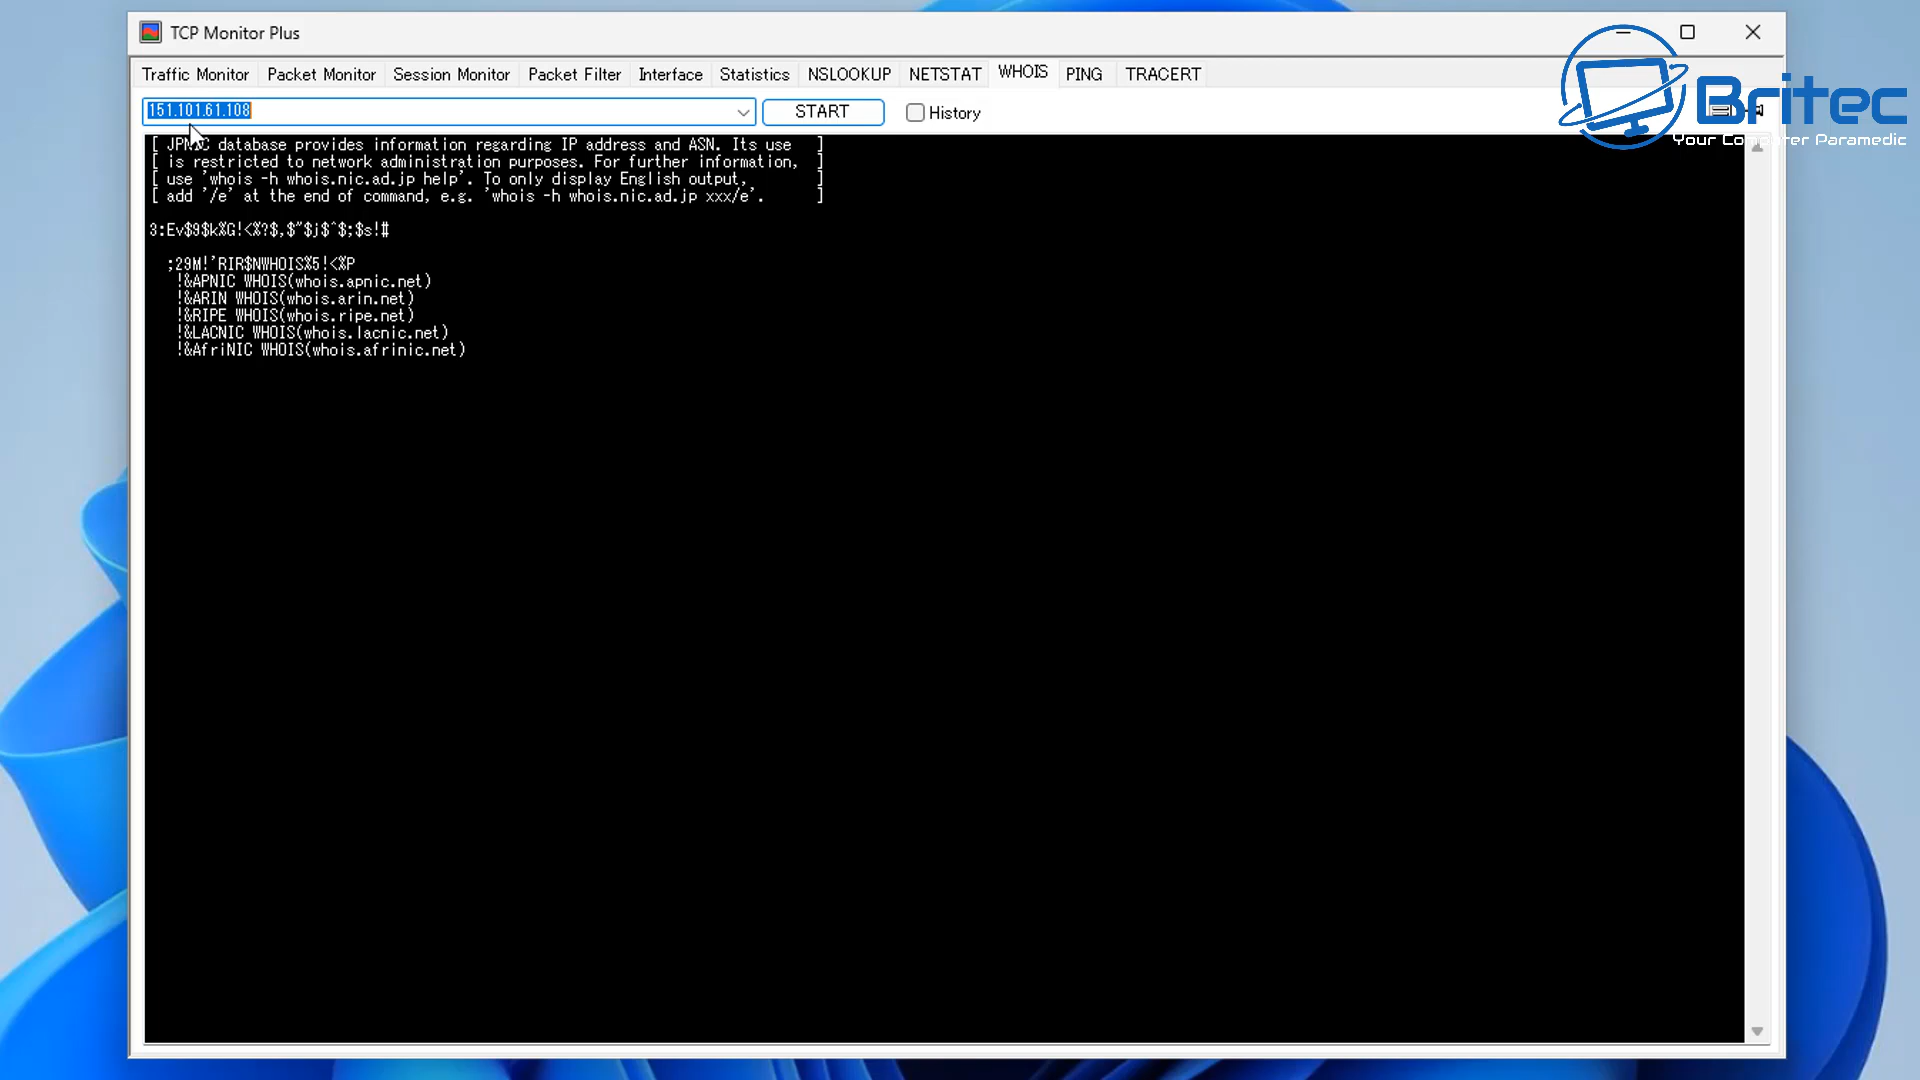 TCP Monitor Plus
Traffic Monitor Packet Monitor Session Monitor Packet Filter Interface Statistics NSLOOKUP NETSTAT WHOIS PING TRACERT
151.101.61.108 START History
[ JPNIC database provides information regarding IP address and ASN. Its use ]
[ is restricted to network administration purposes. For further information, ]
[ use 'whois -h whois.nic.ad.jp help'. To only display English output, ]
[ add '/e' at the end of command, e.g. 'whois -h whois.nic.ad.jp xxx/e'. ]
3:Ev$9$k%G!<%?$,$"$j$^$;$s!#
;29M!'RIR$NWHOIS%5!<%P
!&APNIC WHOIS(whois.apnic.net)
!&ARIN WHOIS(whois.arin.net)
!&RIPE WHOIS(whois.ripe.net)
!&LACNIC WHOIS(whois.lacnic.net)
!&AfriNIC WHOIS(whois.afrinic.net)
Britec
Your Computer Paramedic